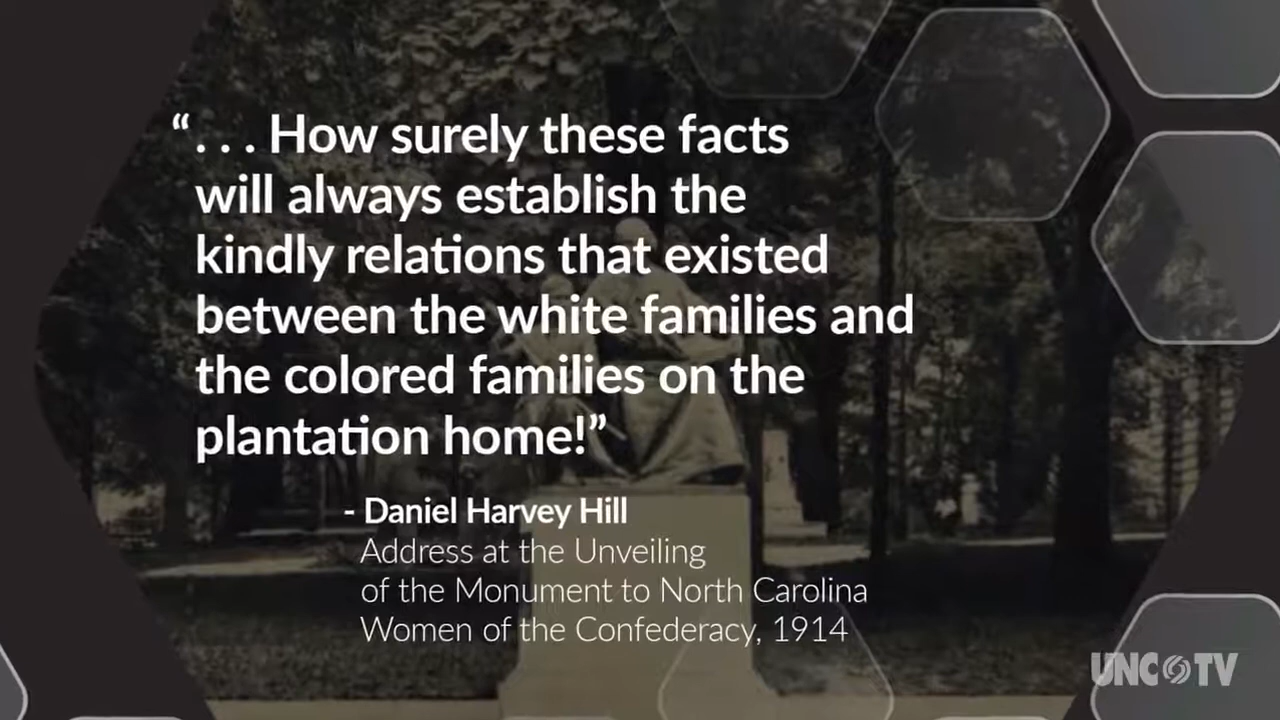 “. . . How surely these facts
will always establish the
kindly relations that existed
between the white families and
the colored families on the
plantation home!”
- Daniel Harvey Hill
Address at the Unveiling
of the Monument to North Carolina
Women of the Confederacy, 1914
UNC TV